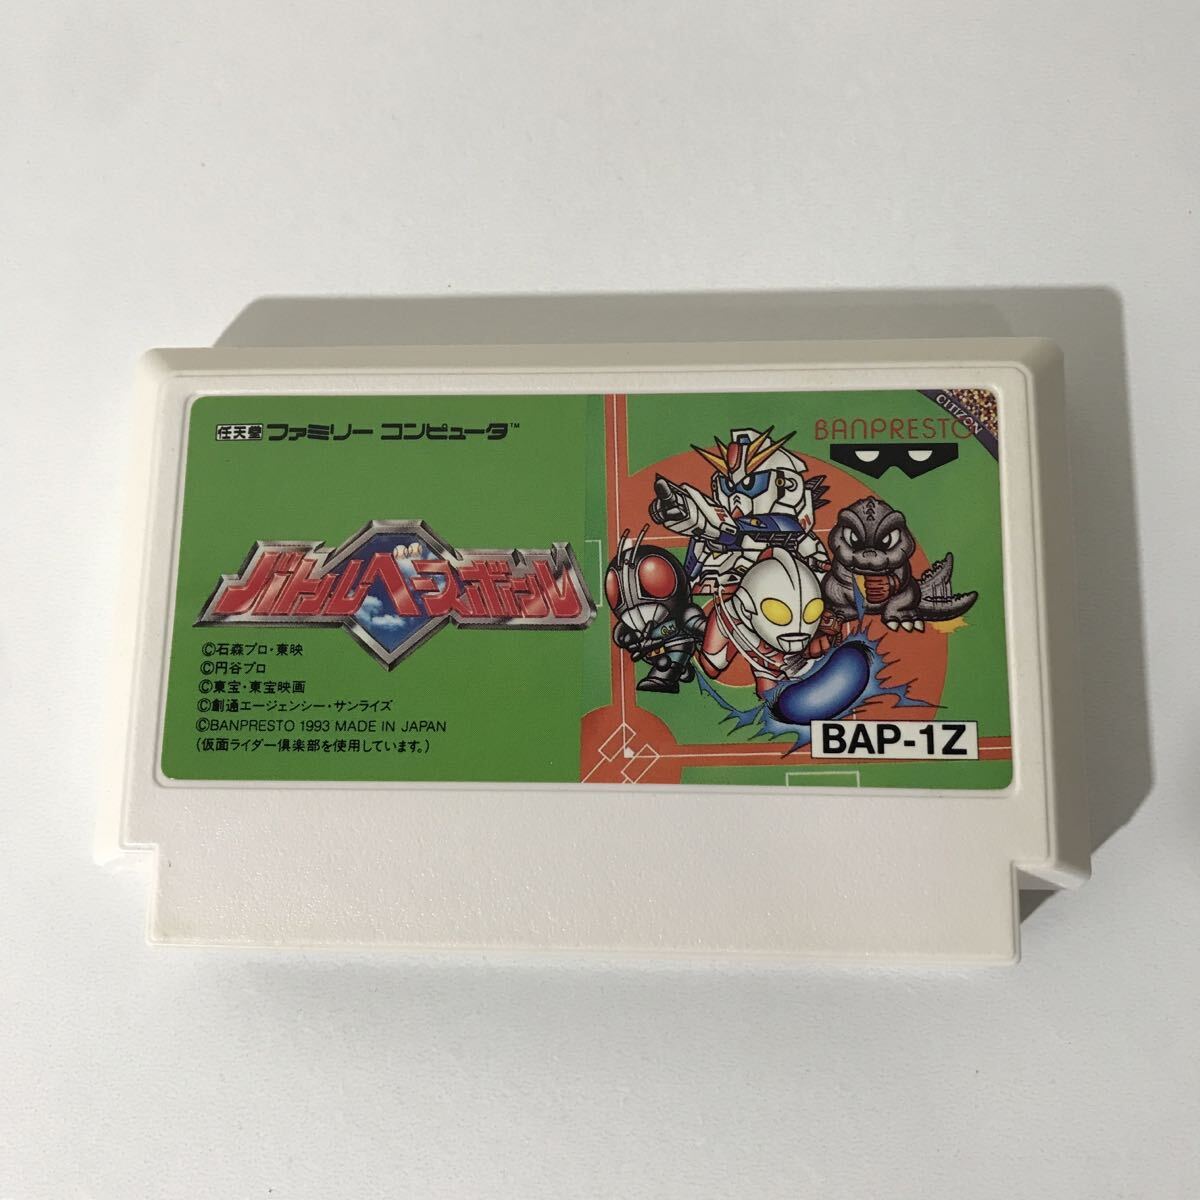 任天堂 ファミリー コンピュータ™
バトルベースボール
©石森プロ・東映
©円谷プロ
©東宝・東宝映画
©創通エージェンシー・サンライズ
©BANPRESTO 1993 MADE IN JAPAN
(仮面ライダー倶楽部を使用しています。)
CITIZON
BANPRESTO
BAP-1Z